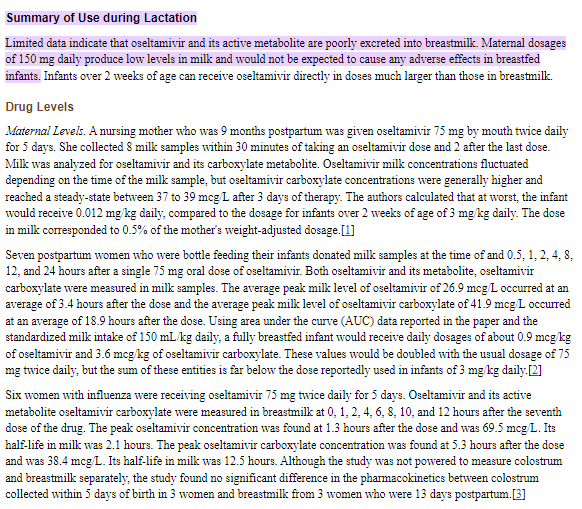 Summary of Use during Lactation
Limited data indicate that oseltamivir and its active metabolite are poorly excreted into breastmilk. Maternal dosages
of 150 mg daily produce low levels in milk and would not be expected to cause any adverse effects in breastfed
infants. Infants over 2 weeks of age can receive oseltamivir directly in doses much larger than those in breastmilk.
Drug Levels
Maternal Levels. A nursing mother who was 9 months postpartum was given oseltamivir 75 mg by mouth twice daily
for 5 days. She collected 8 milk samples within 30 minutes of taking an oseltamivir dose and 2 after the last dose.
Milk was analyzed for oseltamivir and its carboxylate metabolite. Oseltamivir milk concentrations fluctuated
depending on the time of the milk sample, but oseltamivir carboxylate concentrations were generally higher and
reached a steady-state between 37 to 39 mcg/L after 3 days of therapy. The authors calculated that at worst, the infant
would receive 0.012 mg/kg daily, compared to the dosage for infants over 2 weeks of age of 3 mg/kg daily. The dose
in milk corresponded to 0.5% of the mother's weight-adjusted dosage.[1]
Seven postpartum women who were bottle feeding their infants donated milk samples at the time of and 0.5, 1, 2, 4, 8,
12, and 24 hours after a single 75 mg oral dose of oseltamivir. Both oseltamivir and its metabolite, oseltamivir
carboxylate were measured in milk samples. The average peak milk level of oseltamivir of 26.9 mcg/L occurred at an
average of 3.4 hours after the dose and the average peak milk level of oseltamivir carboxylate of 41.9 mcg/L occurred
at an average of 18.9 hours after the dose. Using area under the curve (AUC) data reported in the paper and the
standardized milk intake of 150 mL/kg daily, a fully breastfed infant would receive daily dosages of about 0.9 mcg/kg
of oseltamivir and 3.6 mcg/kg of oseltamivir carboxylate. These values would be doubled with the usual dosage of 75
mg twice daily, but the sum of these entities is far below the dose reportedly used in infants of 3 mg/kg daily.[2]
Six women with influenza were receiving oseltamivir 75 mg twice daily for 5 days. Oseltamivir and its active
metabolite oseltamivir carboxylate were measured in breastmilk at 0, 1, 2, 4, 6, 8, 10, and 12 hours after the seventh
dose of the drug. The peak oseltamivir concentration was found at 1.3 hours after the dose and was 69.5 mcg/L. Its
half-life in milk was 2.1 hours. The peak oseltamivir carboxylate concentration was found at 5.3 hours after the dose
and was 38.4 mcg/L. Its half-life in milk was 12.5 hours. Although the study was not powered to measure colostrum
and breastmilk separately, the study found no significant difference in the pharmacokinetics between colostrum
collected within 5 days of birth in 3 women and breastmilk from 3 women who were 13 days postpartum.[3]